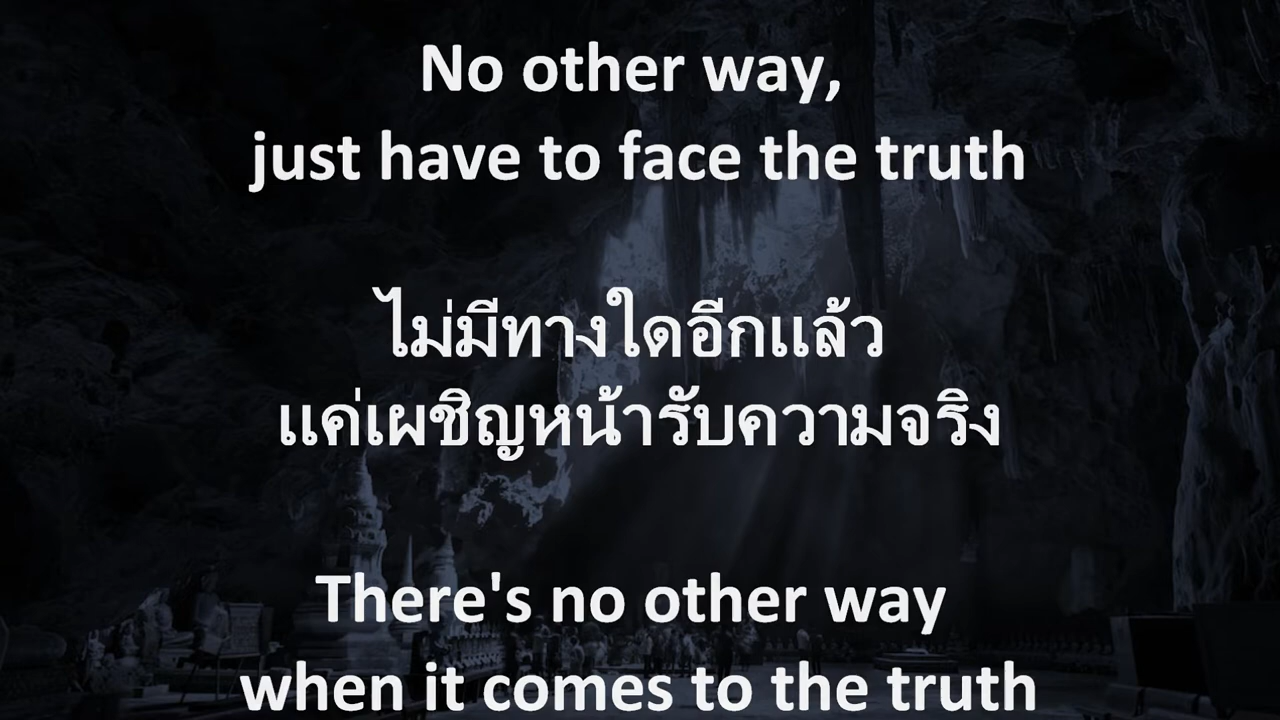 No other way,
just have to face the truth
ไม่มีทางใดอีกแล้ว
แค่เผชิญหน้ารับความจริง
There's no other way
when it comes to the truth